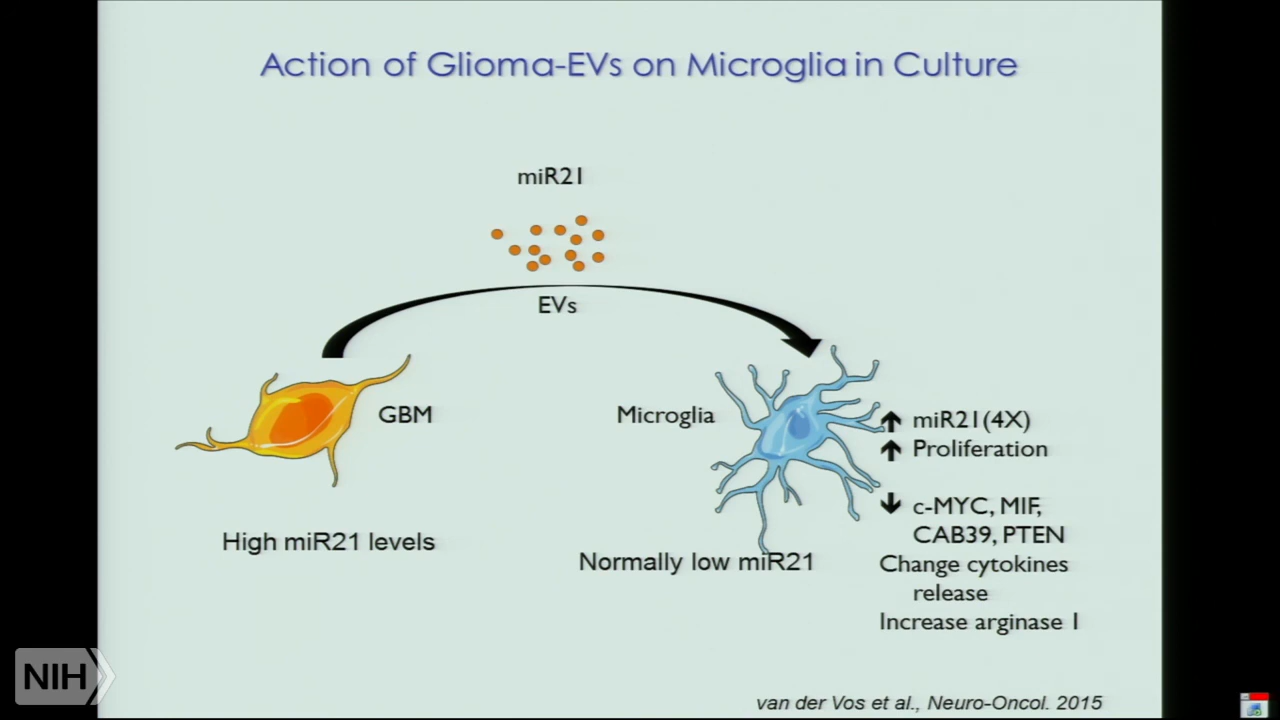 Action of Glioma-EVs on Microglia in Culture
miR21
EVs
GBM
High miR21 levels
Microglia
Normally low miR21
miR21(4X)
Proliferation
c-MYC, MIF,
CAB39, PTEN
Change cytokines
release
Increase arginase 1
van der Vos et al., Neuro-Oncol. 2015
NIH